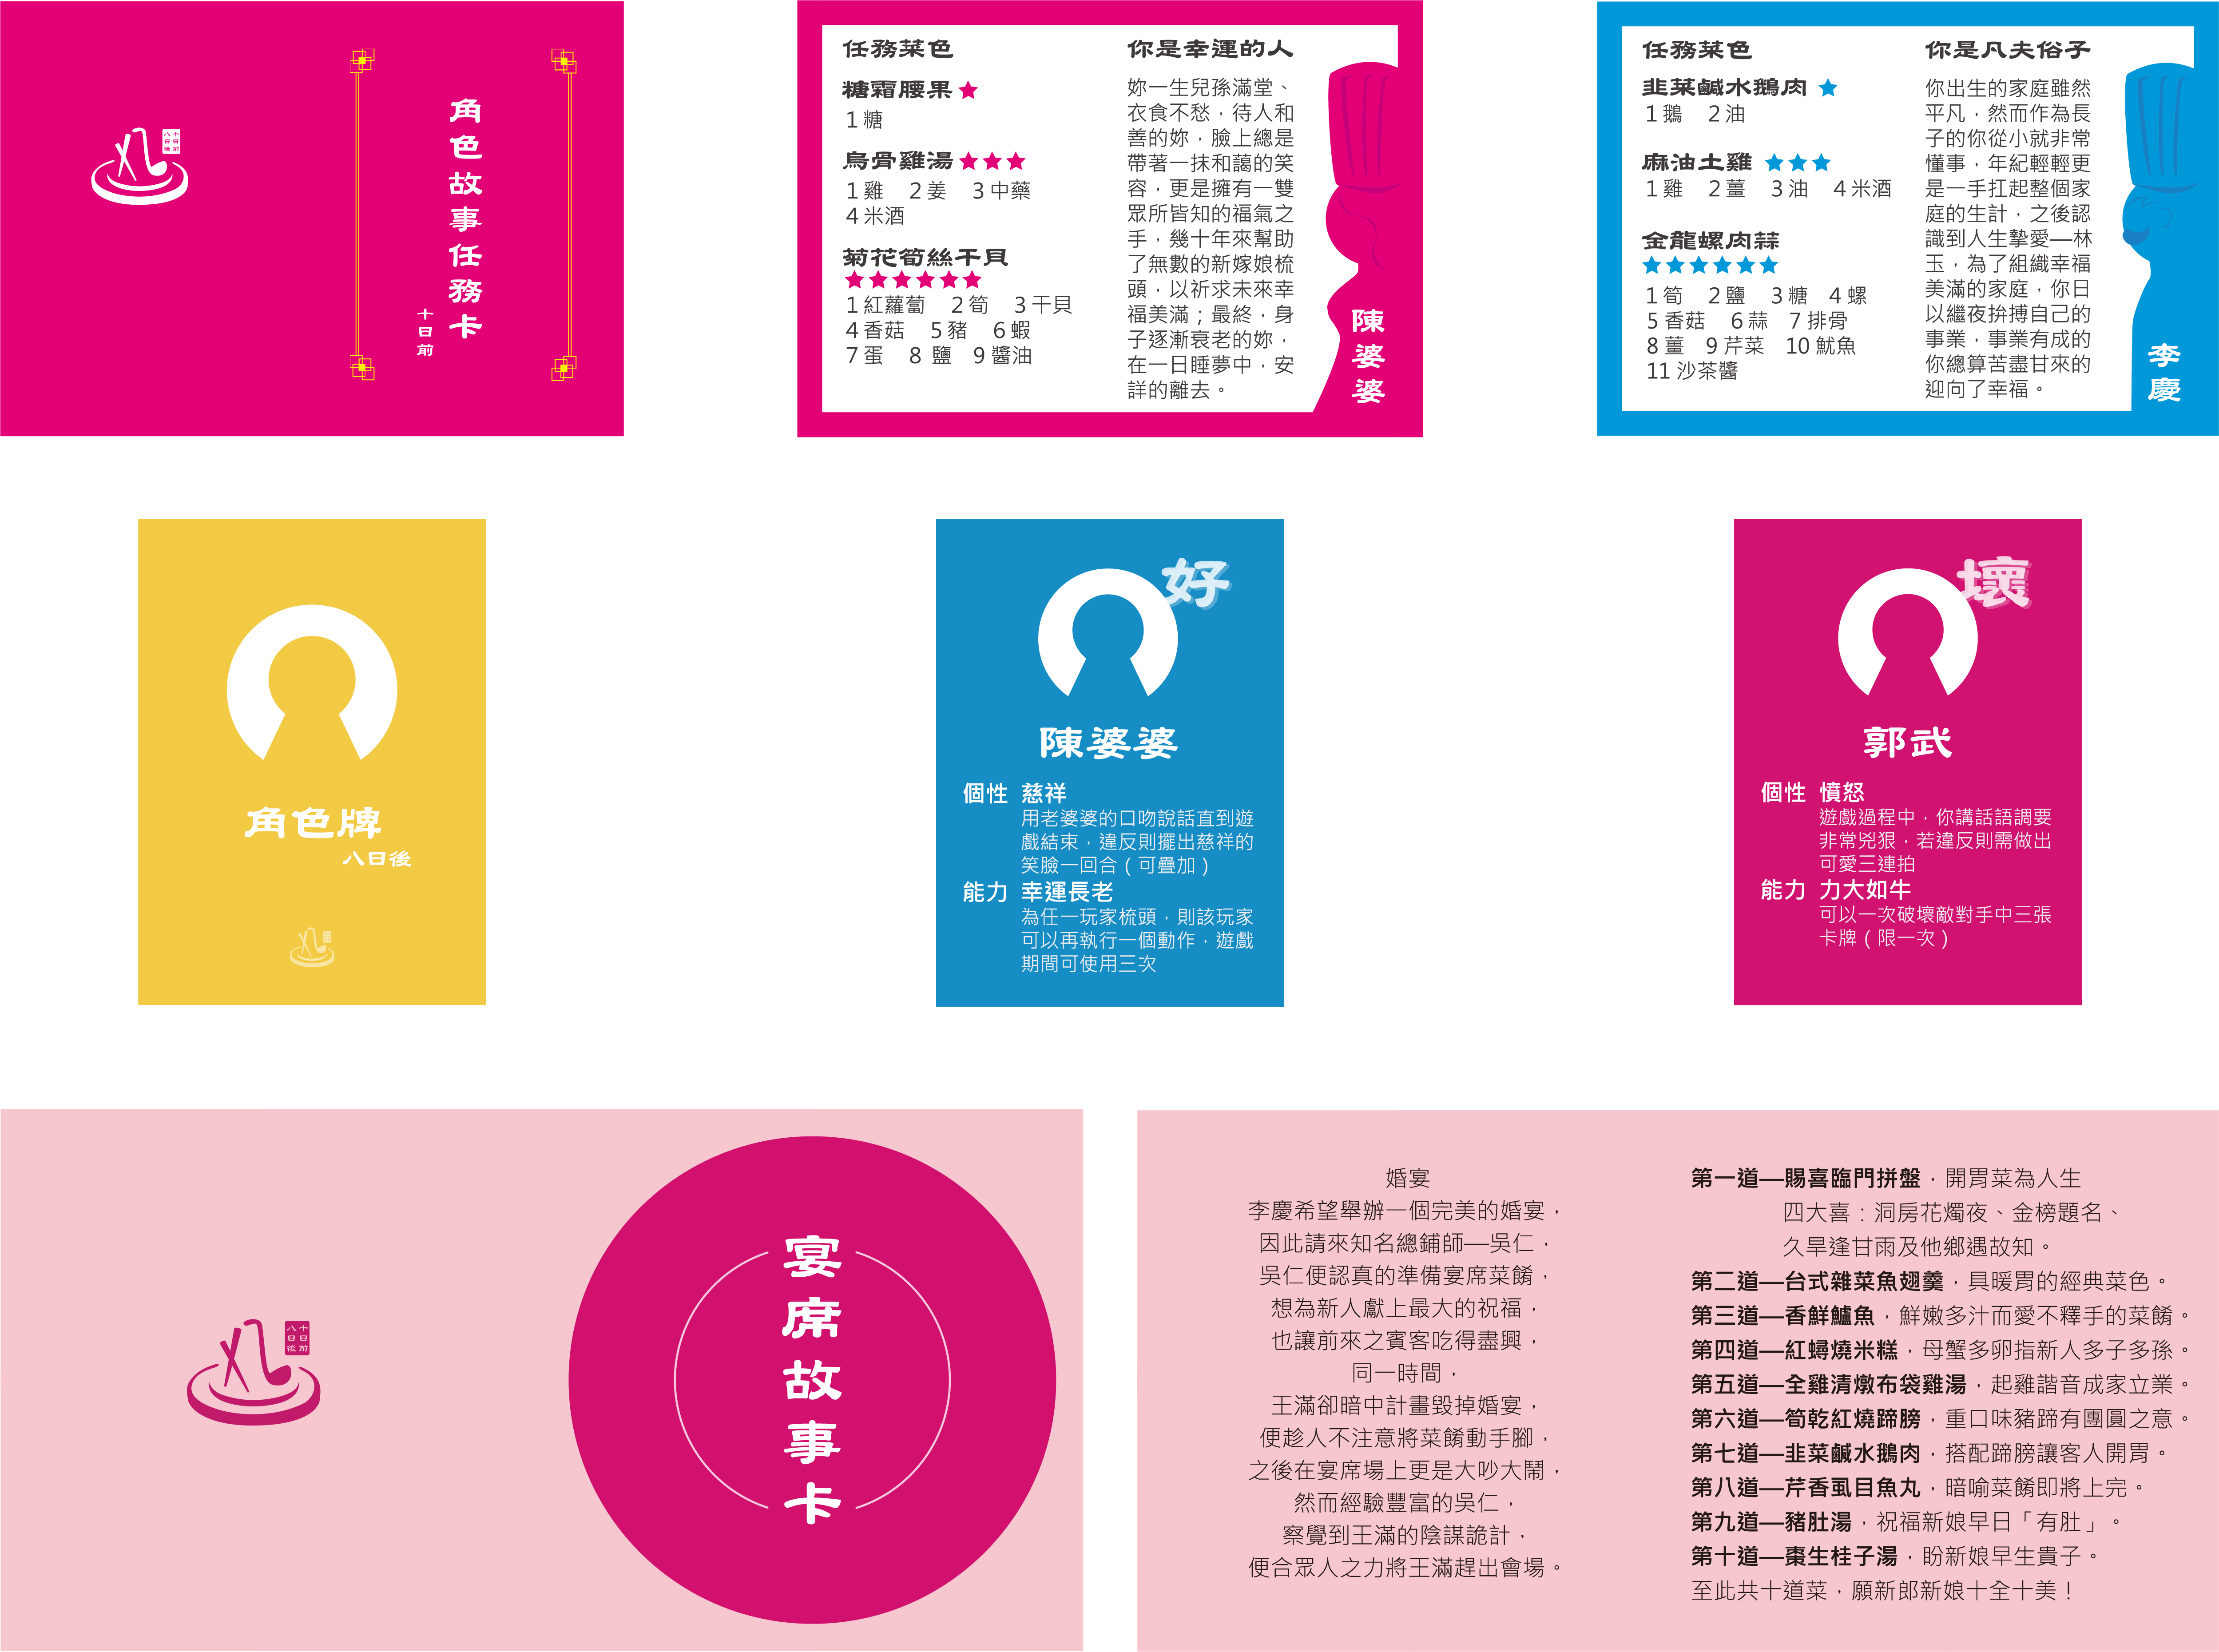 十日前
八日後
角色故事任務卡
十日前
任務菜色
糖霜腰果
1 糖
烏骨雞湯
1 雞 2 姜 3 中藥
4 米酒
菊花筍絲干貝
1 紅蘿蔔 2 筍 3 干貝
4 香菇 5 豬 6 蝦
7 蛋 8 鹽 9 醬油
你是幸運的人
妳一生兒孫滿堂、
衣食不愁，待人和
善的妳，臉上總是
帶著一抹和藹的笑
容，更是擁有一雙
眾所皆知的福氣之
手，幾十年來幫助
了無數的新嫁娘梳
頭，以祈求未來幸
福美滿；最終，身
子逐漸衰老的妳，
在一日睡夢中，安
詳的離去。
陳婆婆
任務菜色
韭菜鹹水鵝肉
1 鵝 2 油
麻油土雞
1 雞 2 薑 3 油 4 米酒
金龍螺肉蒜
1 筍 2 鹽 3 糖 4 螺
5 香菇 6 蒜 7 排骨
8 薑 9 芹菜 10 魷魚
11 沙茶醬
你是凡夫俗子
你出生的家庭雖然
平凡，然而作為長
子的你從小就非常
懂事，年紀輕輕更
是一手扛起整個家
庭的生計，之後認
識到人生摯愛—林
玉，為了組織幸福
美滿的家庭，你日
以繼夜拚搏自己的
事業，事業有成的
你總算苦盡甘來的
迎向了幸福。
李慶
角色牌
八日後
好
陳婆婆
個性 慈祥
用老婆婆的口吻說話直到遊
戲結束，違反則擺出慈祥的
笑臉一回合（可疊加）
能力 幸運長老
為任一玩家梳頭，則該玩家
可以再執行一個動作，遊戲
期間可使用三次
壞
郭武
個性 憤怒
遊戲過程中，你講話語調要
非常兇狠，若違反則需做出
可愛三連拍
能力 力大如牛
可以一次破壞敵對手中三張
卡牌（限一次）
十日前
八日後
宴席故事卡
婚宴
李慶希望舉辦一個完美的婚宴，
因此請來知名總鋪師—吳仁，
吳仁便認真的準備宴席菜餚，
想為新人獻上最大的祝福，
也讓前來之賓客吃得盡興，
同一時間，
王滿卻暗中計畫毀掉婚宴，
便趁人不注意將菜餚動手腳，
之後在宴席場上更是大吵大鬧，
然而經驗豐富的吳仁，
察覺到王滿的陰謀詭計，
便合眾人之力將王滿趕出會場。
第一道—賜喜臨門拼盤，開胃菜為人生
四大喜：洞房花燭夜、金榜題名、
久旱逢甘雨及他鄉遇故知。
第二道—台式雜菜魚翅羹，具暖胃的經典菜色。
第三道—香鮮鱸魚，鮮嫩多汁而愛不釋手的菜餚。
第四道—紅蟳燒米糕，母蟹多卵指新人多子多孫。
第五道—全雞清燉布袋雞湯，起雞諧音成家立業。
第六道—筍乾紅燒蹄膀，重口味豬蹄有團圓之意。
第七道—韭菜鹹水鵝肉，搭配蹄膀讓客人開胃。
第八道—芹香虱目魚丸，暗喻菜餚即將上完。
第九道—豬肚湯，祝福新娘早日「有肚」。
第十道—棗生桂子湯，盼新娘早生貴子。
至此共十道菜，願新郎新娘十全十美！